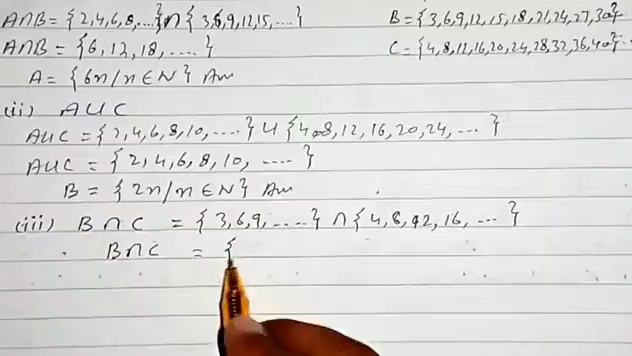 A∩B = {2,4,6,8,....} ∩ {3,6,9,12,15,....}
B = {3,6,9,12,15,18,21,24,27,30}
A∩B = {6,12,18,....}
C = {4,8,12,16,20,24,28,32,36,40}..
A = {6n/n∈N} Ans
(ii) A∪C
A∪C = {2,4,6,8,10,....} ∪ {4,8,12,16,20,24,...}
A∪C = {2,4,6,8,10,....}
B = {2n/n∈N} Ans
(iii) B∩C = {3,6,9,.....} ∩ {4,8,12,16,...}
B∩C = {